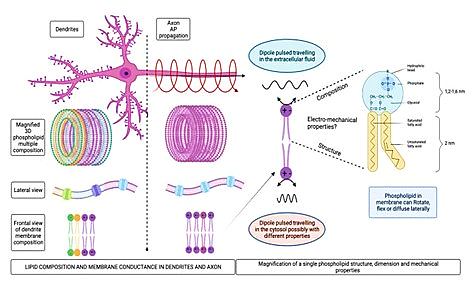 Dendrites
Axon
AP
propagation
Dipole pulsed travelling
in the extracellular fluid
Magnified
3D
phospholipid
multiple
composition
Lateral view
Frontal view
of dendrite
membrane
composition
Composition
Electro-mechanical
properties?
Structure
Dipole pulsed travelling
in the cytosol possibly with
different properties
Hydrophilic
head
Phosphate
Glycerol
Saturated
fatty acid
Unsaturated
fatty acid
1,2-1,6 nm
2 nm
Phospholipid in
membrane can Rotate,
flex or diffuse laterally
LIPID COMPOSITION AND MEMBRANE CONDUCTANCE IN DENDRITES AND AXON
Magnification of a single phospholipid structure, dimension and mechanical
properties